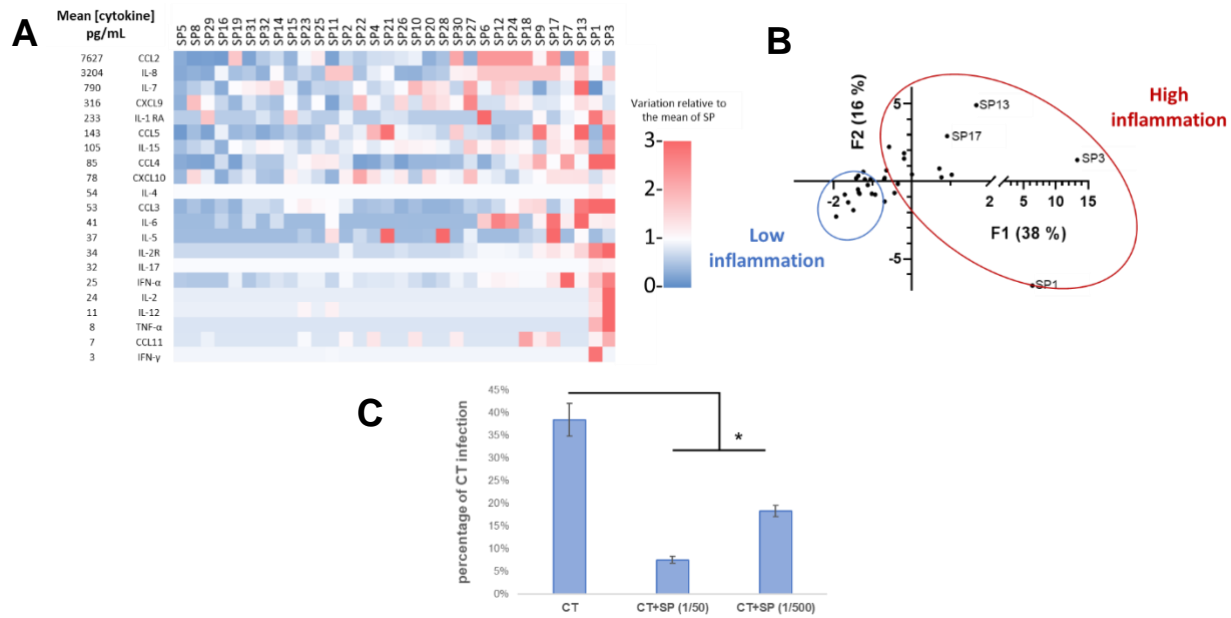 A
Mean [cytokine]
pg/mL
SP5 SP8 SP29 SP16 SP19 SP31 SP32 SP14 SP15 SP23 SP25 SP11 SP2 SP22 SP4 SP21 SP26 SP10 SP20 SP28 SP30 SP27 SP6 SP12 SP24 SP18 SP9 SP17 SP7 SP13 SP1 SP3
7627 CCL2
3204 IL-8
790 IL-7
316 CXCL9
233 IL-1 RA
143 CCL5
105 IL-15
85 CCL4
78 CXCL10
54 IL-4
53 CCL3
41 IL-6
37 IL-5
34 IL-2R
32 IL-17
25 IFN-α
24 IL-2
11 IL-12
8 TNF-α
7 CCL11
3 IFN-γ
Variation relative to
the mean of SP
3
2
1
0
B
F2 (16 %)
5
SP13
SP17
SP3
High
inflammation
-2
2 10 15
F1 (38 %)
Low
inflammation
-5
SP1
C
percentage of CT infection
45%
40%
35%
30%
25%
20%
15%
10%
5%
0%
*
CT CT+SP (1/50) CT+SP (1/500)